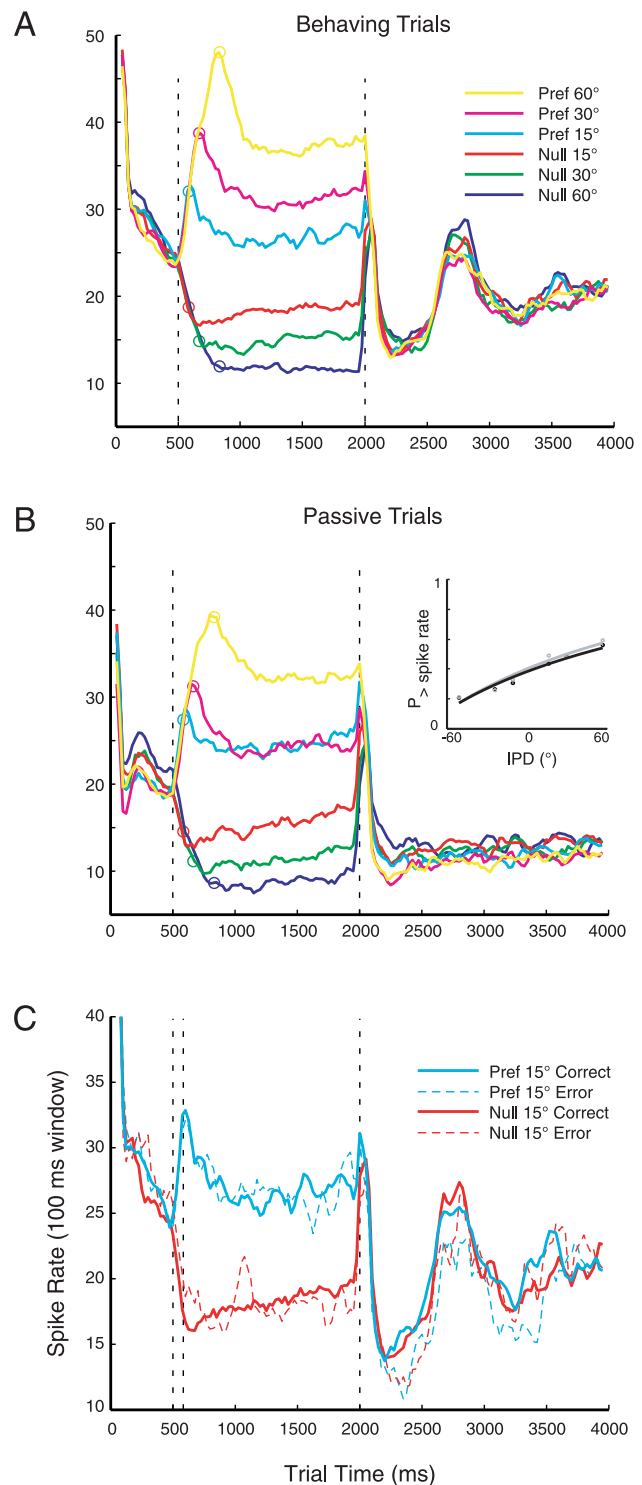 A
Behaving Trials
50
40
30
20
10
0 500 1000 1500 2000 2500 3000 3500 4000
Pref 60°
Pref 30°
Pref 15°
Null 15°
Null 30°
Null 60°
B
Passive Trials
50
40
30
20
10
0 500 1000 1500 2000 2500 3000 3500 4000
1
0
P> spike rate
-60 0 60
IPD (°)
C
40
35
30
25
20
15
10
Spike Rate (100 ms window)
Pref 15° Correct
Pref 15° Error
Null 15° Correct
Null 15° Error
0 500 1000 1500 2000 2500 3000 3500 4000
Trial Time (ms)